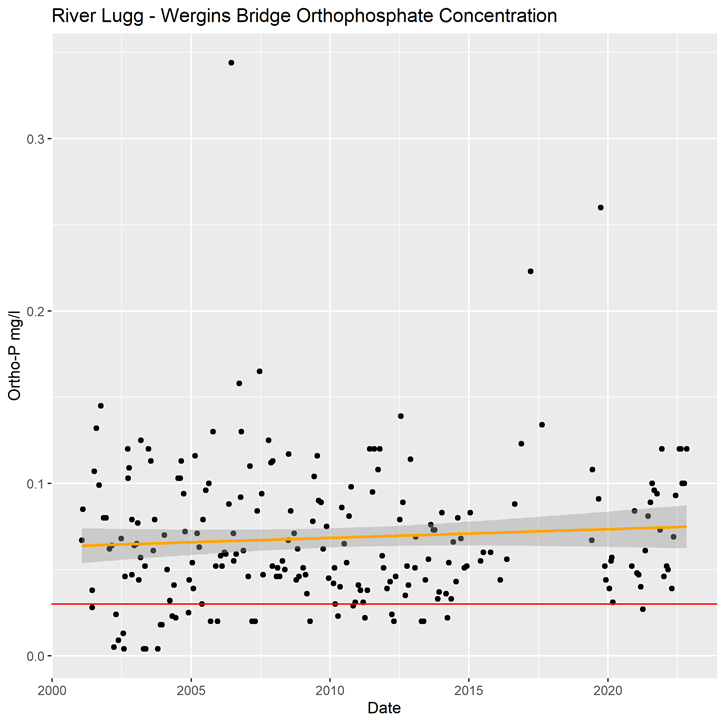 River Lugg - Wergins Bridge Orthophosphate Concentration
Ortho-P mg/l
0.3
0.2
0.1
0.0
2000 2005 2010 2015 2020
Date